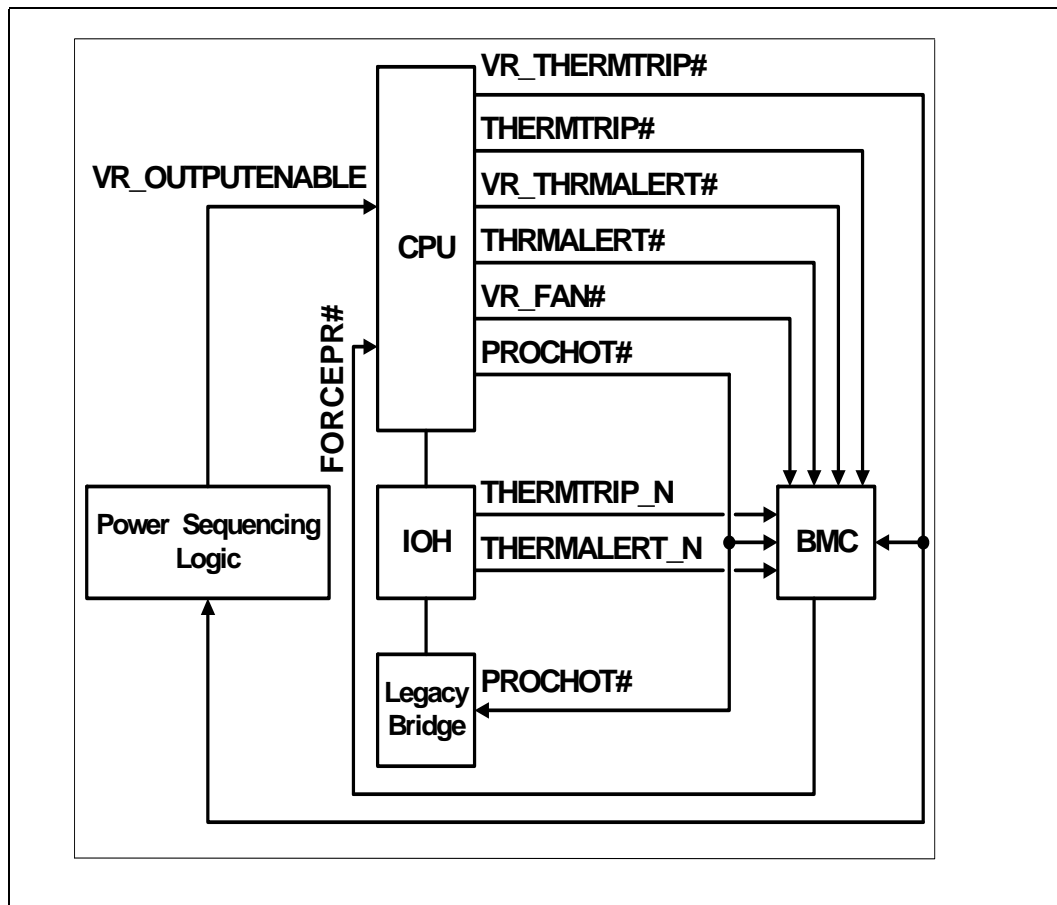 VR_THERMTRIP#
THERMTRIP#
VR_OUTPUTENABLE
VR_THRMALERT#
CPU
THRMALERT#
VR_FAN#
FORCEPR#
PROCHOT#
THERMTRIP_N
Power Sequencing
Logic
IOH
BMC
THERMALERT_N
Legacy
Bridge
PROCHOT#